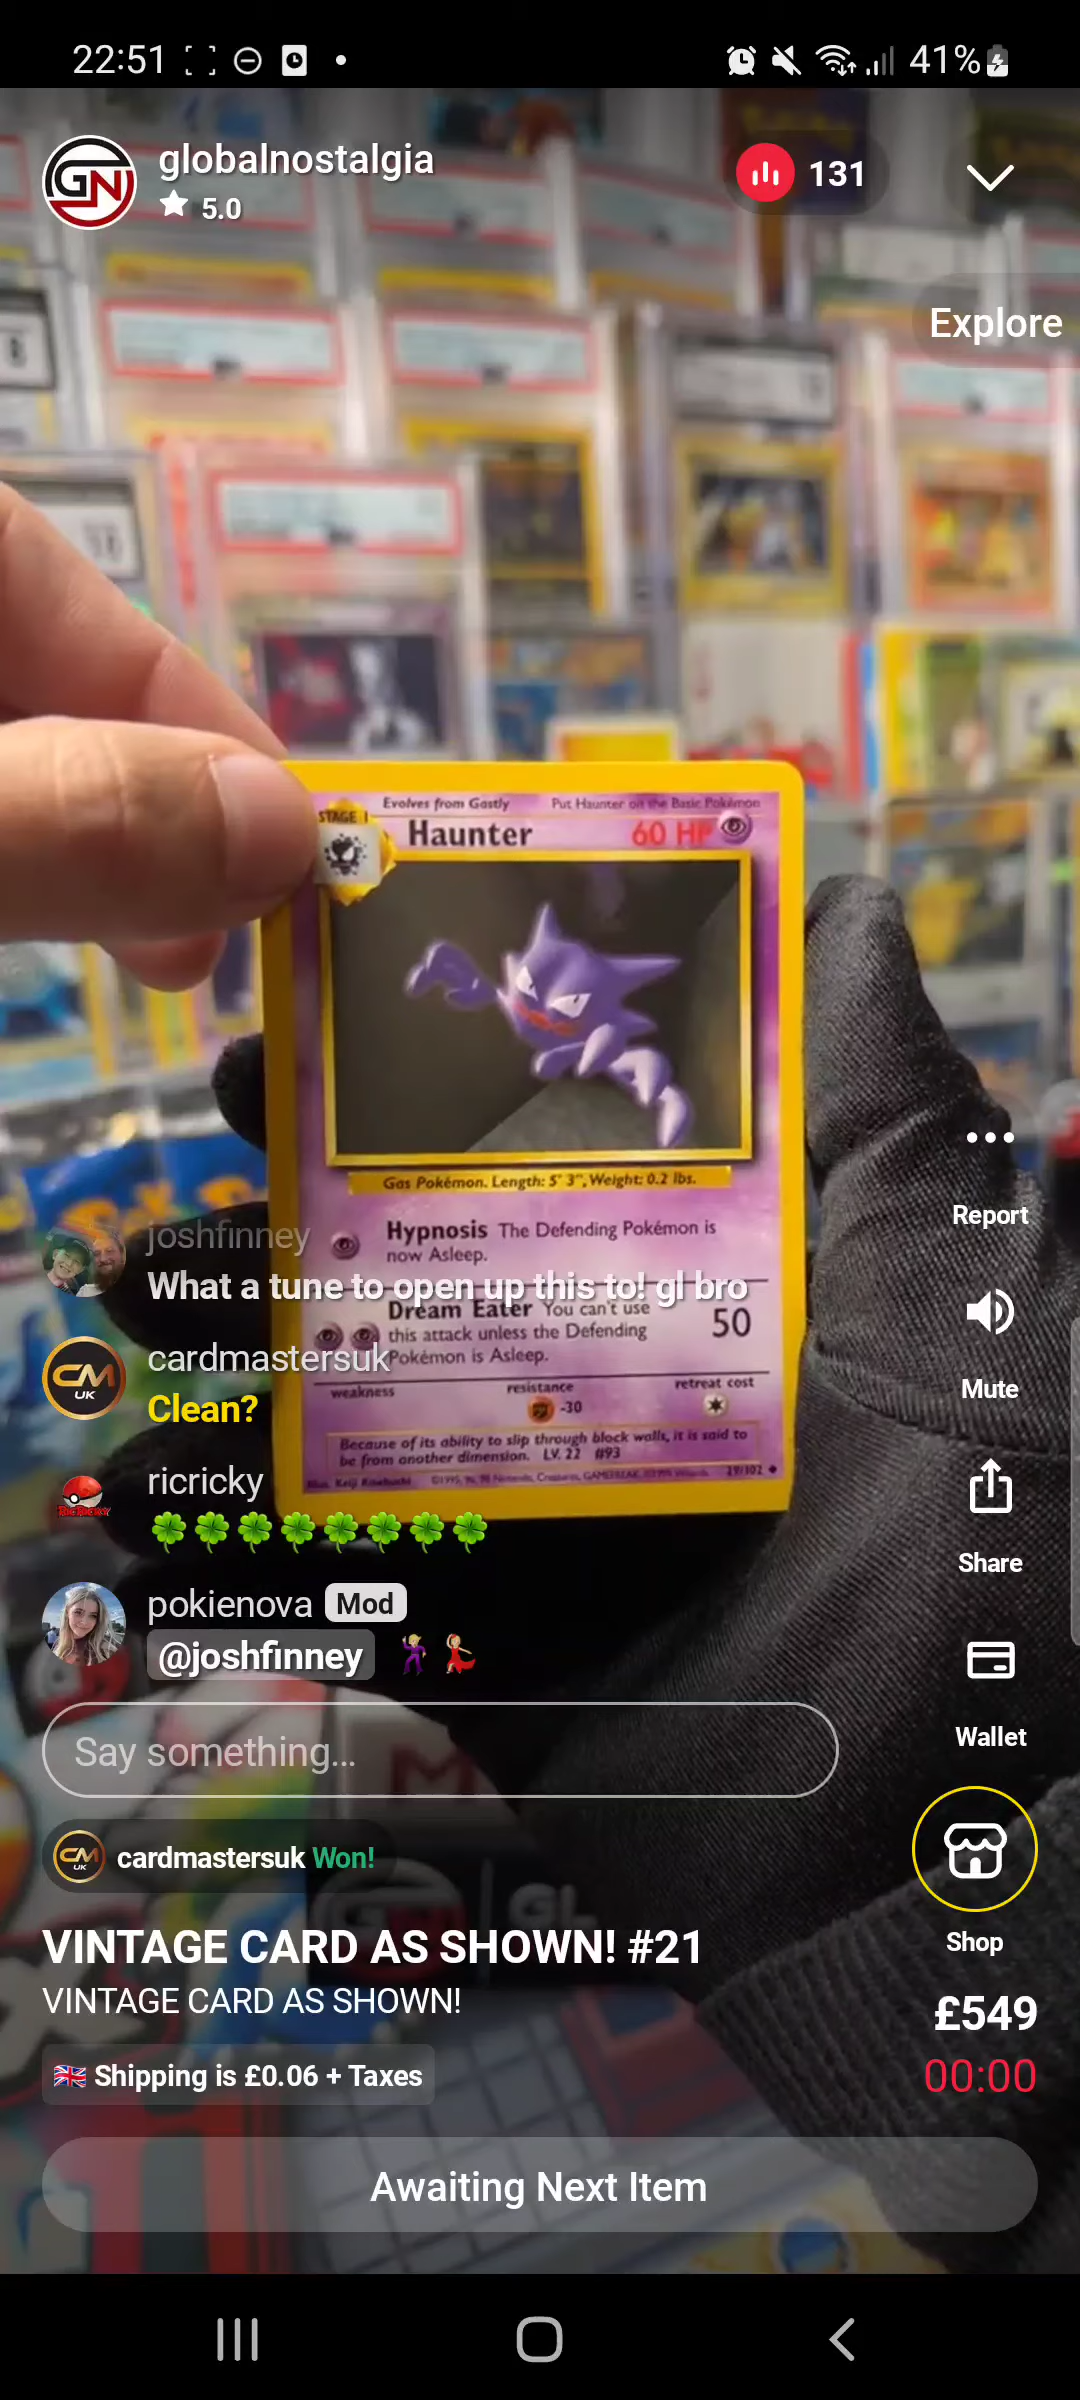 22:51
41%
GN
globalnostalgia
5.0
131
Explore
Evolves from Gastly
Put Haunter on the Basic Pokémon
STAGE 1
Haunter
60 HP
Gas Pokémon. Length: 5' 3", Weight: 0.2 lbs.
Hypnosis The Defending Pokémon is
now Asleep.
Dream Eater You can't use
this attack unless the Defending
Pokémon is Asleep.
50
weakness
resistance
retreat cost
-30
Because of its ability to slip through block walls, it is said to
be from another dimension. LV. 22 #93
29/102
joshfinney
What a tune to open up this to! gl bro
CM
UK
cardmastersuk
Clean?
ricricky
🍀🍀🍀🍀🍀🍀🍀🍀
pokienova Mod
@joshfinney 🕺💃
Say something...
CM
UK
cardmastersuk Won!
VINTAGE CARD AS SHOWN! #21
VINTAGE CARD AS SHOWN!
🇬🇧 Shipping is £0.06 + Taxes
Report
Mute
Share
Wallet
Shop
£549
00:00
Awaiting Next Item